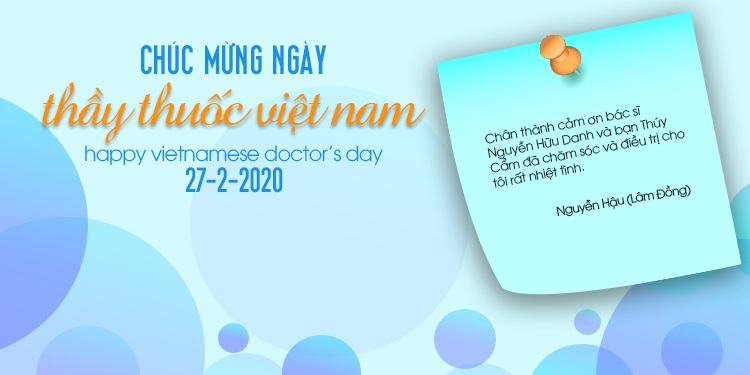 CHÚC MỪNG NGÀY
thầy thuốc việt nam
happy vietnamese doctor's day
27-2-2020
Chân thành cảm ơn bác sĩ
Nguyễn Hữu Danh và bạn Thúy
Cẩm đã chăm sóc và điều trị cho
tôi rất nhiệt tình.
Nguyễn Hậu (Lâm Đồng)